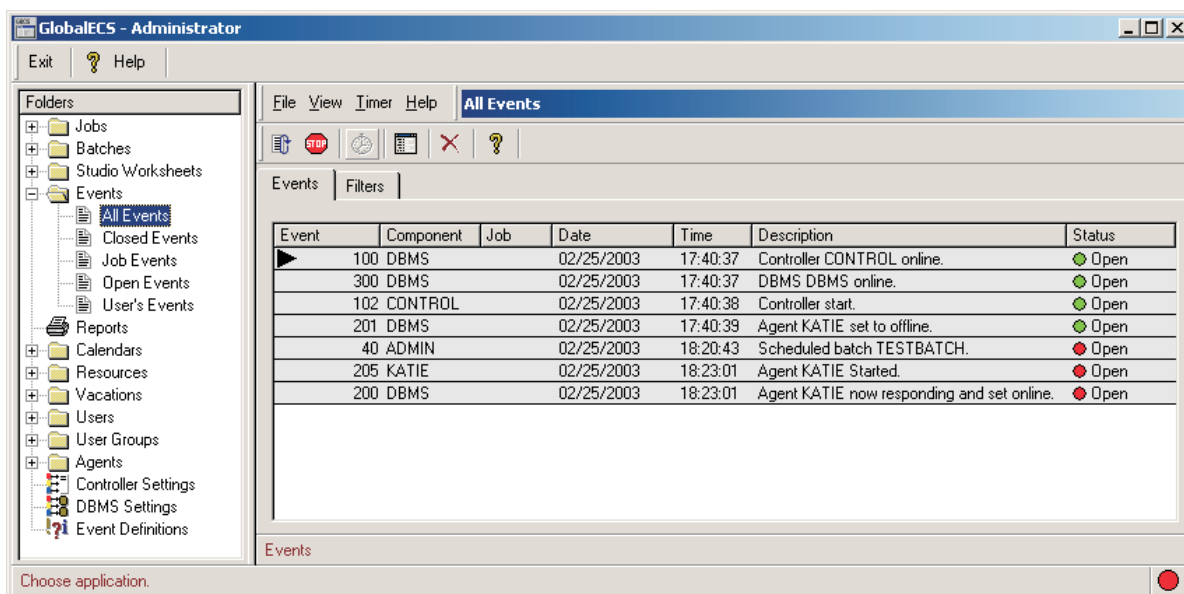 GlobalECS - Administrator
Exit Help
Folders
Jobs
Batches
Studio Worksheets
Events
All Events
Closed Events
Job Events
Open Events
User's Events
Reports
Calendars
Resources
Vacations
Users
User Groups
Agents
Controller Settings
DBMS Settings
Event Definitions
File View Timer Help All Events
STOP
Events Filters
Event Component Job Date Time Description Status
100 DBMS 02/25/2003 17:40:37 Controller CONTROL online. Open
300 DBMS 02/25/2003 17:40:37 DBMS DBMS online. Open
102 CONTROL 02/25/2003 17:40:38 Controller start. Open
201 DBMS 02/25/2003 17:40:39 Agent KATIE set to offline. Open
40 ADMIN 02/25/2003 18:20:43 Scheduled batch TESTBATCH. Open
205 KATIE 02/25/2003 18:23:01 Agent KATIE Started. Open
200 DBMS 02/25/2003 18:23:01 Agent KATIE now responding and set online. Open
Events
Choose application.